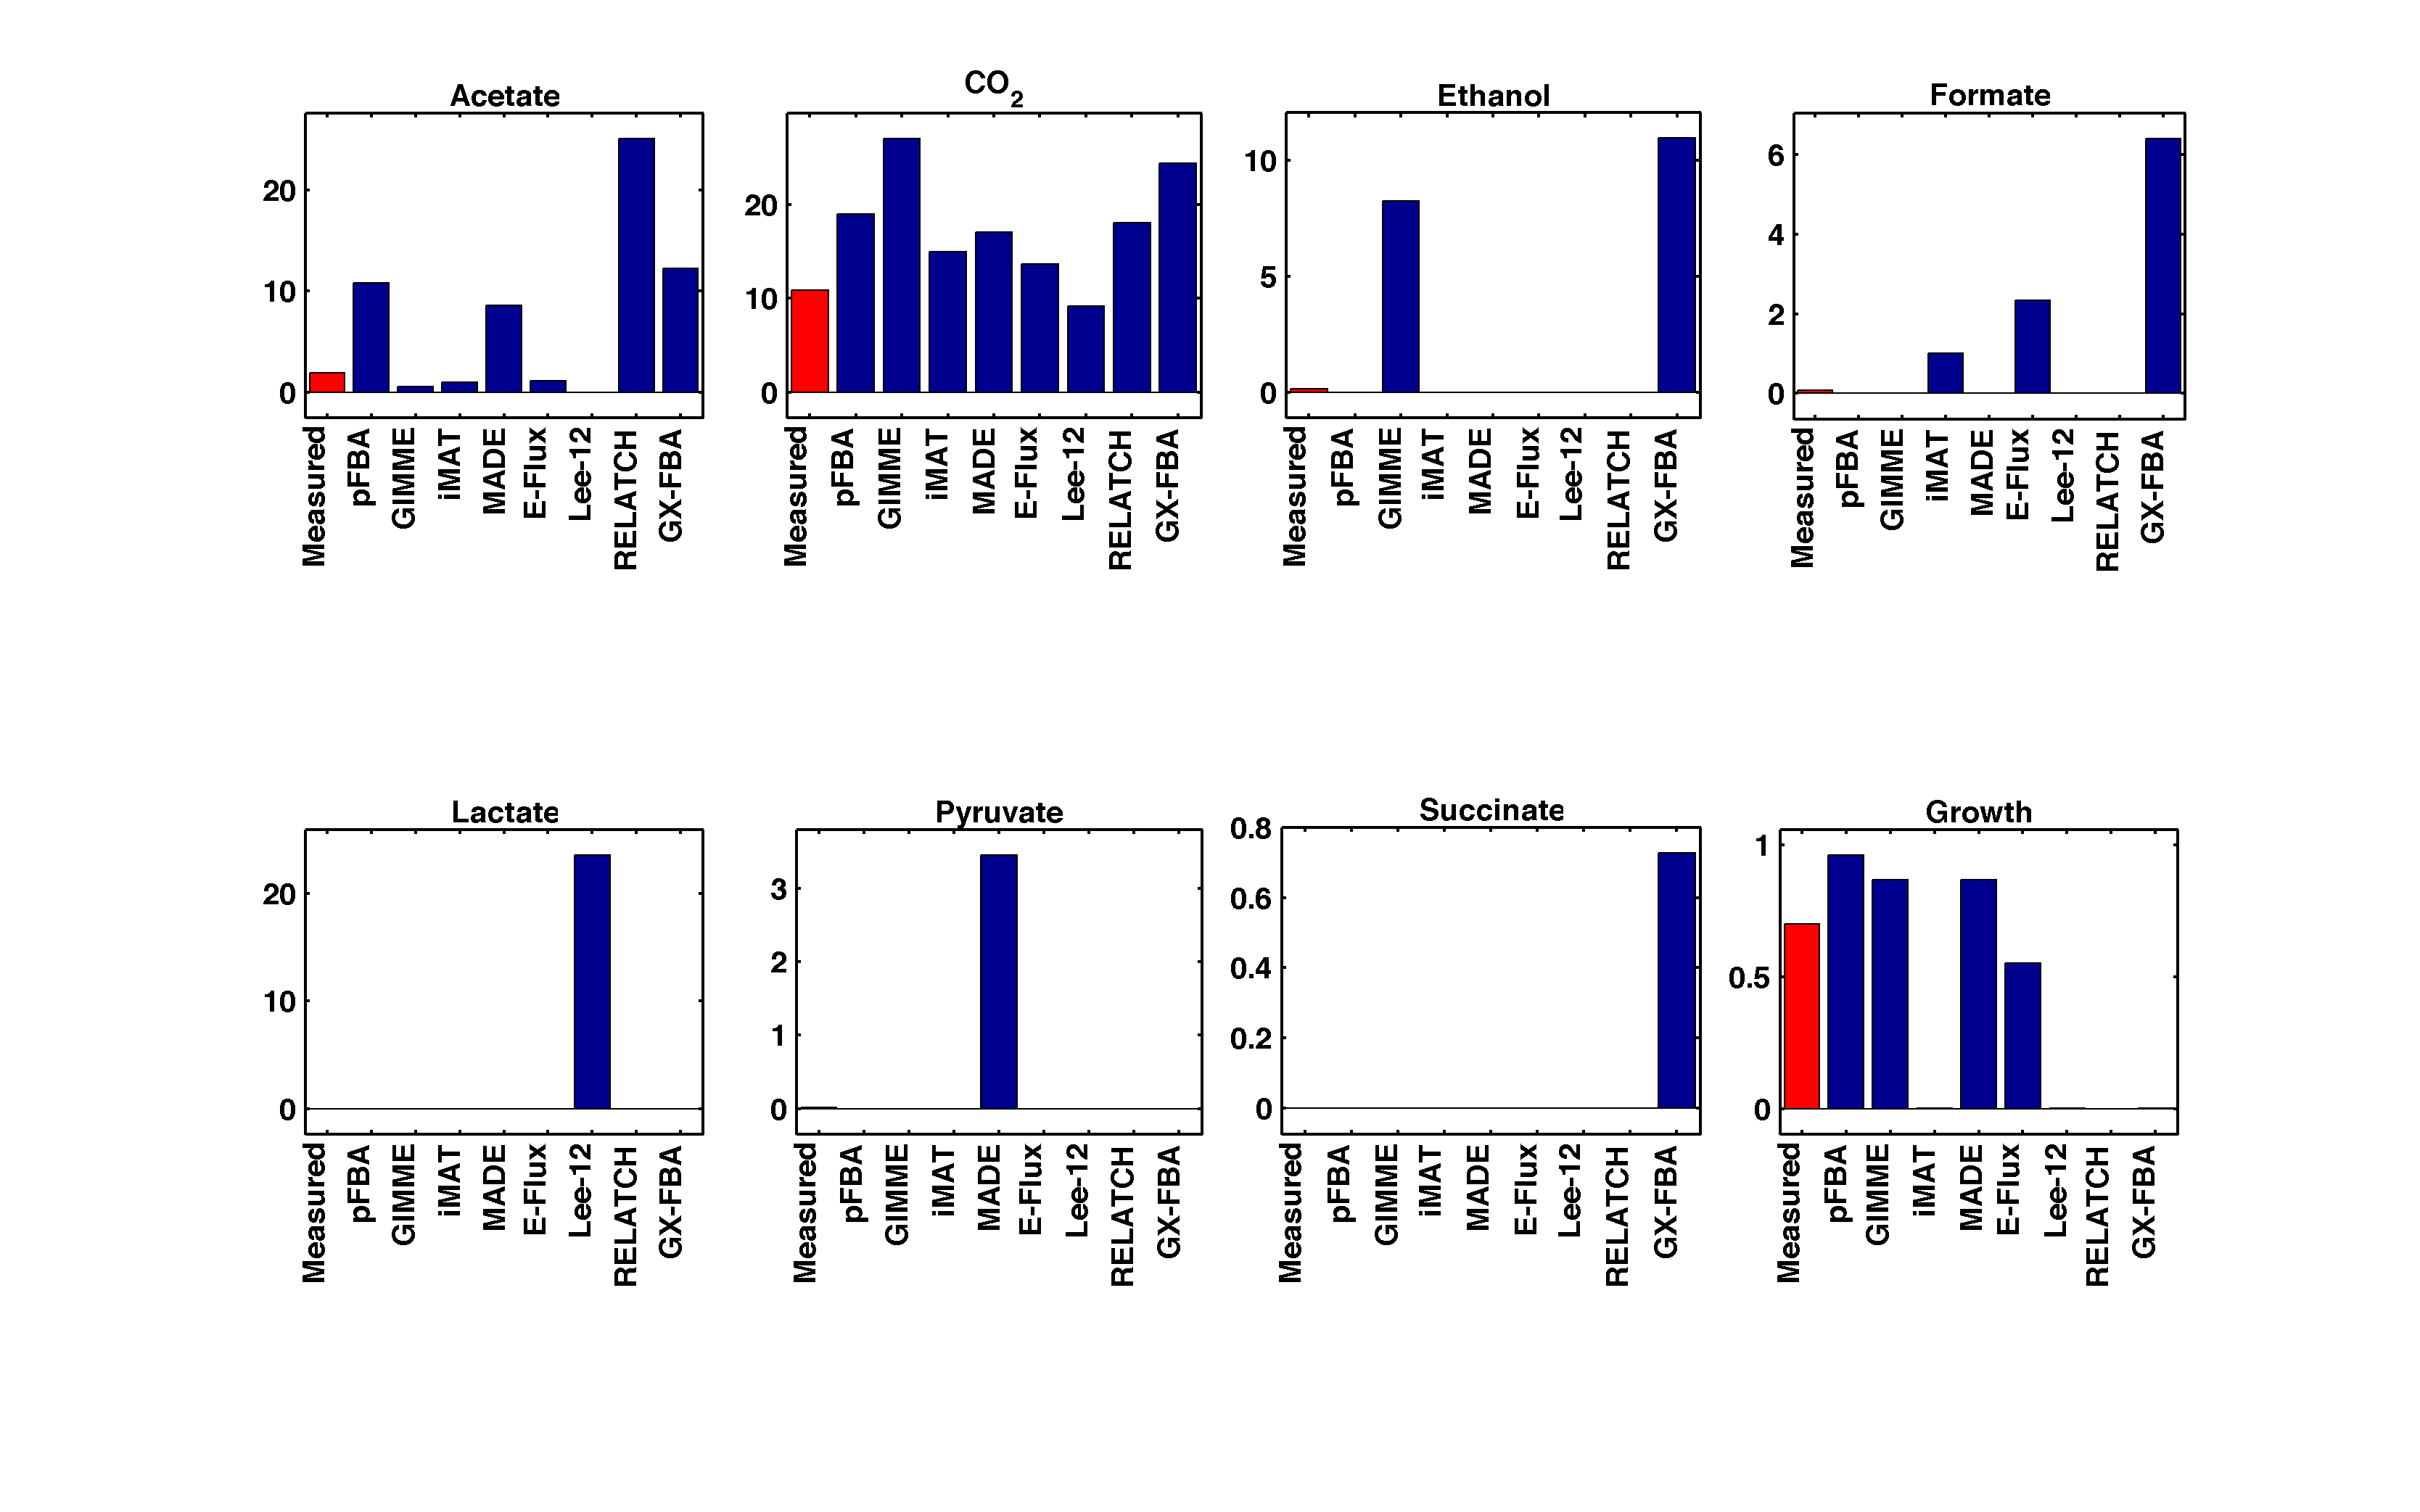 Acetate
20
10
0
Measured
pFBA
GIMME
iMAT
MADE
E-Flux
Lee-12
RELATCH
GX-FBA
CO2
20
10
0
Measured
pFBA
GIMME
iMAT
MADE
E-Flux
Lee-12
RELATCH
GX-FBA
Ethanol
10
5
0
Measured
pFBA
GIMME
iMAT
MADE
E-Flux
Lee-12
RELATCH
GX-FBA
Formate
6
4
2
0
Measured
pFBA
GIMME
iMAT
MADE
E-Flux
Lee-12
RELATCH
GX-FBA
Lactate
20
10
0
Measured
pFBA
GIMME
iMAT
MADE
E-Flux
Lee-12
RELATCH
GX-FBA
Pyruvate
3
2
1
0
Measured
pFBA
GIMME
iMAT
MADE
E-Flux
Lee-12
RELATCH
GX-FBA
Succinate
0.8
0.6
0.4
0.2
0
Measured
pFBA
GIMME
iMAT
MADE
E-Flux
Lee-12
RELATCH
GX-FBA
Growth
1
0.5
0
Measured
pFBA
GIMME
iMAT
MADE
E-Flux
Lee-12
RELATCH
GX-FBA